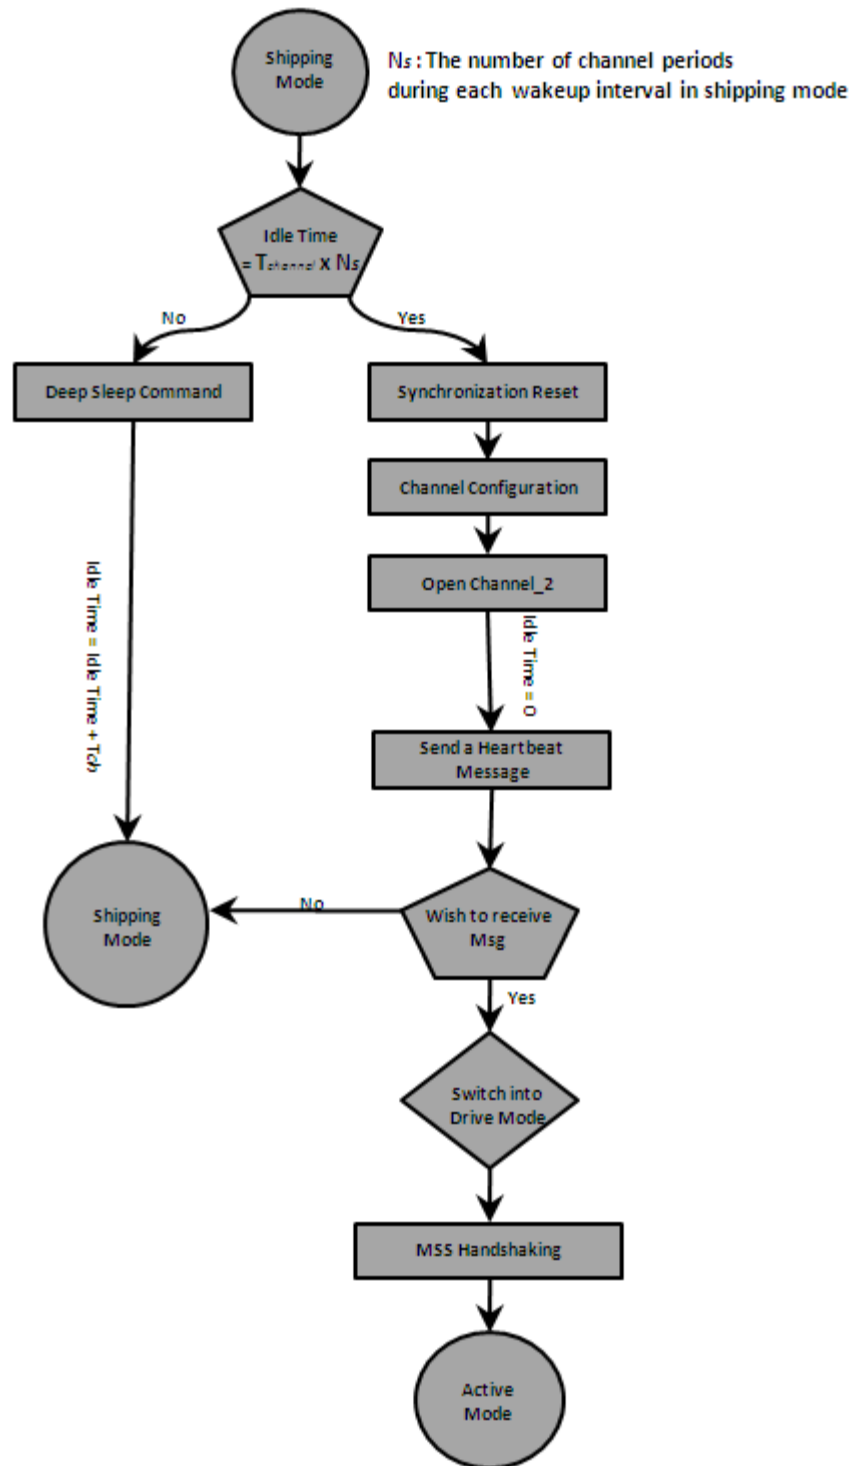 Shipping
Mode
Ns : The number of channel periods
during each wakeup interval in shipping mode
Idle Time
= Tchannel x Ns
No
Yes
Deep Sleep Command
Synchronization Reset
Channel Configuration
Open Channel_2
Idle Time = Idle Time + Tch
Idle Time = 0
Send a Heartbeat
Message
Shipping
Mode
No
Wish to receive
Msg
Yes
Switch into
Drive Mode
MSS Handshaking
Active
Mode